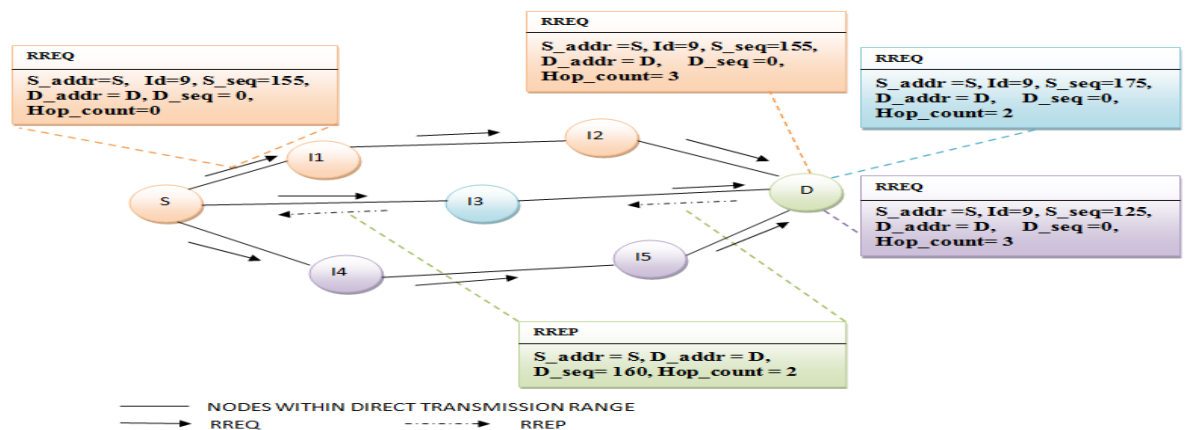 RREQ
S_addr=S, Id=9, S_seq=155,
D_addr = D, D_seq = 0,
Hop_count=0
RREQ
S_addr =S, Id=9, S_seq=155,
D_addr = D, D_seq =0,
Hop_count= 3
RREQ
S_addr =S, Id=9, S_seq=175,
D_addr = D, D_seq =0,
Hop_count= 2
RREQ
S_addr =S, Id=9, S_seq=125,
D_addr = D, D_seq =0,
Hop_count= 3
I1
I2
S
I3
D
I4
I5
RREP
S_addr = S, D_addr = D,
D_seq= 160, Hop_count = 2
NODES WITHIN DIRECT TRANSMISSION RANGE
RREQ
RREP